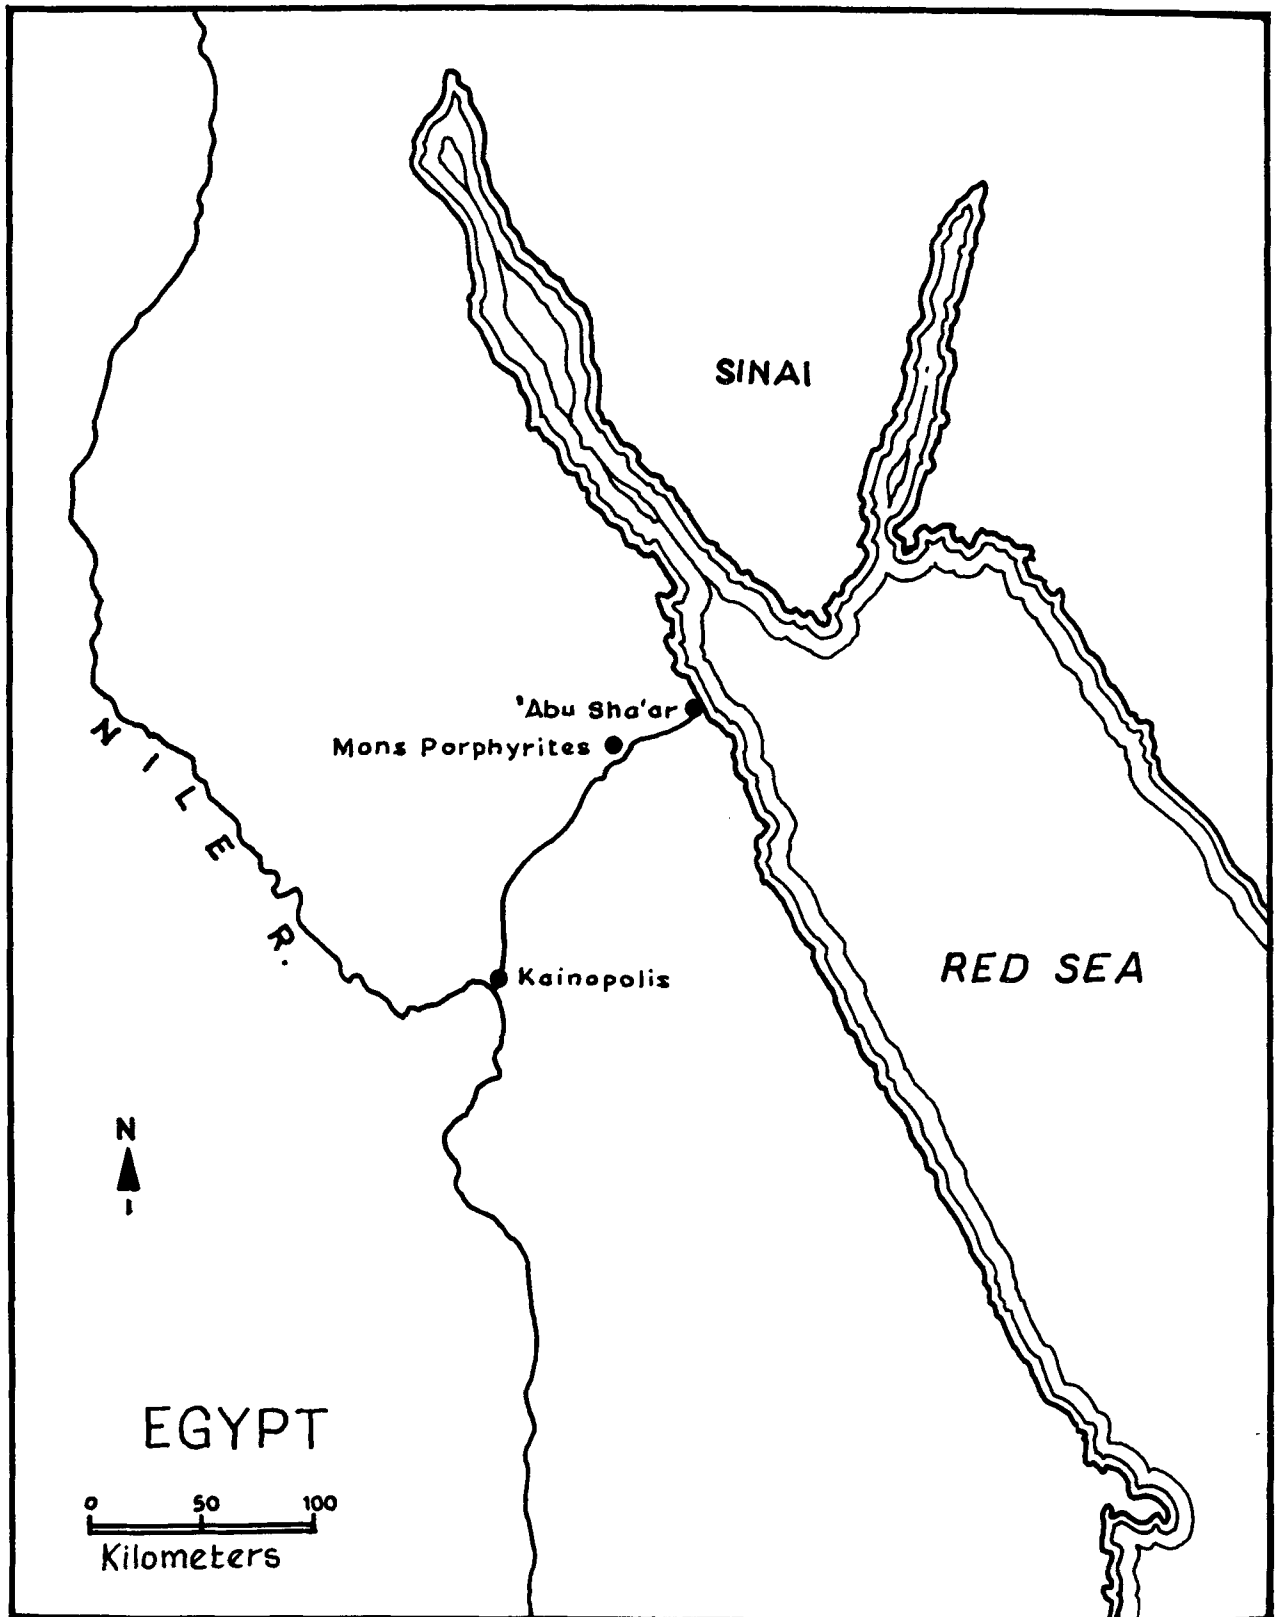 SINAI
'Abu Sha'ar
Mons Porphyrites
NILE R.
RED SEA
Kainopolis
N
EGYPT
0 50 100
Kilometers